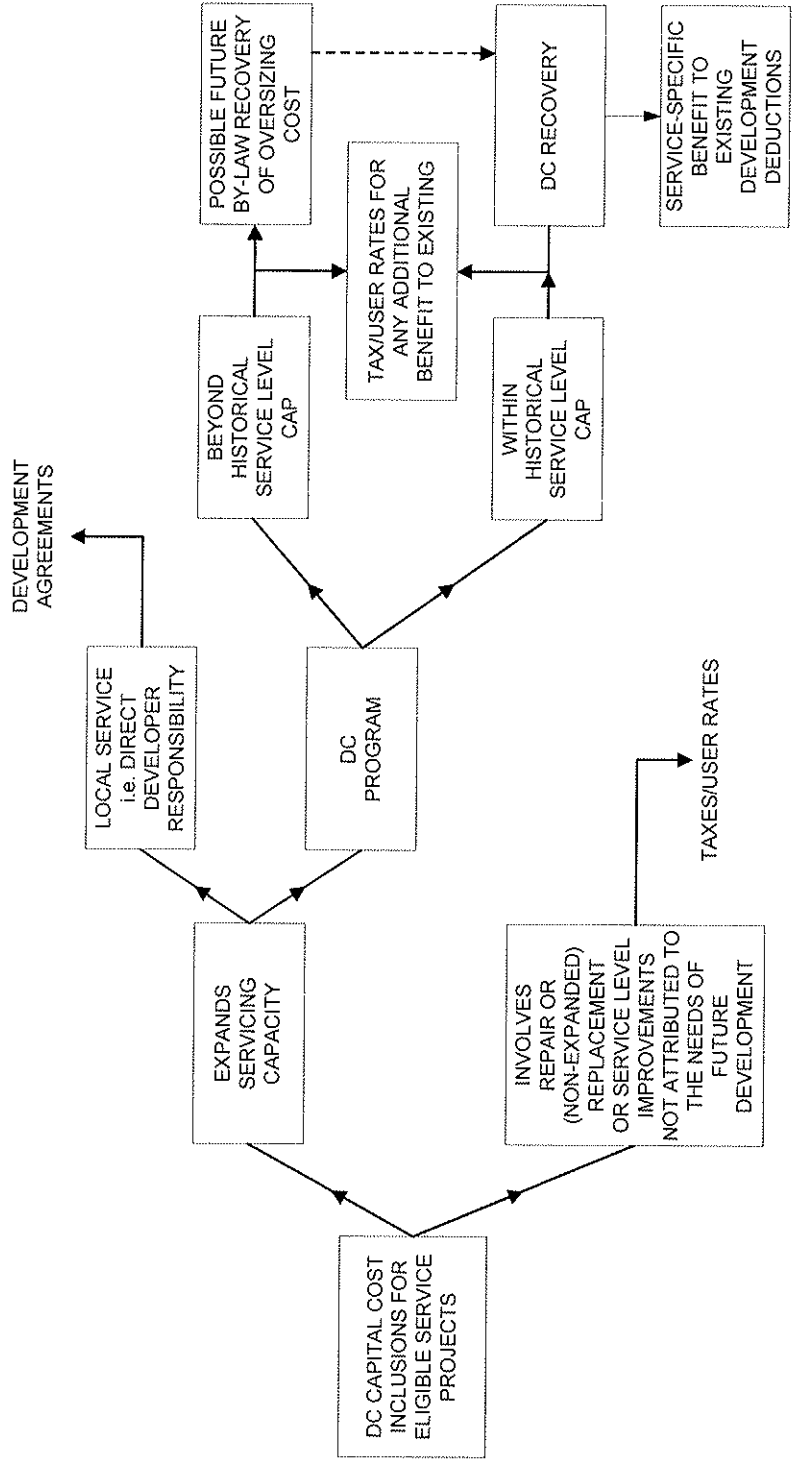 DC CAPITAL COST
INCLUSIONS FOR
ELIGIBLE SERVICE
PROJECTS
EXPANDS
SERVICING
CAPACITY
INVOLVES
REPAIR OR
(NON-EXPANDED)
REPLACEMENT
OR SERVICE LEVEL
IMPROVEMENTS
NOT ATTRIBUTED TO
THE NEEDS OF
FUTURE
DEVELOPMENT
LOCAL SERVICE
i.e. DIRECT
DEVELOPER
RESPONSIBILITY
DC
PROGRAM
TAXES/USER RATES
DEVELOPMENT
AGREEMENTS
BEYOND
HISTORICAL
SERVICE LEVEL
CAP
WITHIN
HISTORICAL
SERVICE LEVEL
CAP
POSSIBLE FUTURE
BY-LAW RECOVERY
OF OVERSIZING
COST
TAX/USER RATES FOR
ANY ADDITIONAL
BENEFIT TO EXISTING
DC RECOVERY
SERVICE-SPECIFIC
BENEFIT TO
EXISTING
DEVELOPMENT
DEDUCTIONS